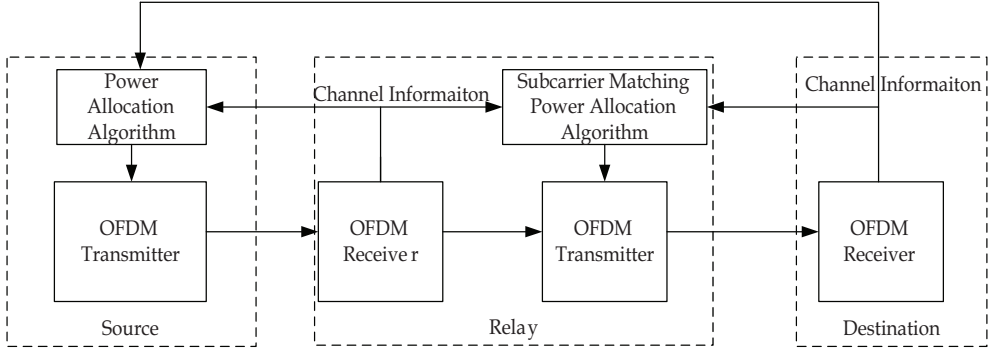 Power
Allocation
Algorithm
Channel Informaiton
Subcarrier Matching
Power Allocation
Algorithm
Channel Informaiton
OFDM
Transmitter
OFDM
Receive r
OFDM
Transmitter
OFDM
Receiver
Source
Relay
Destination